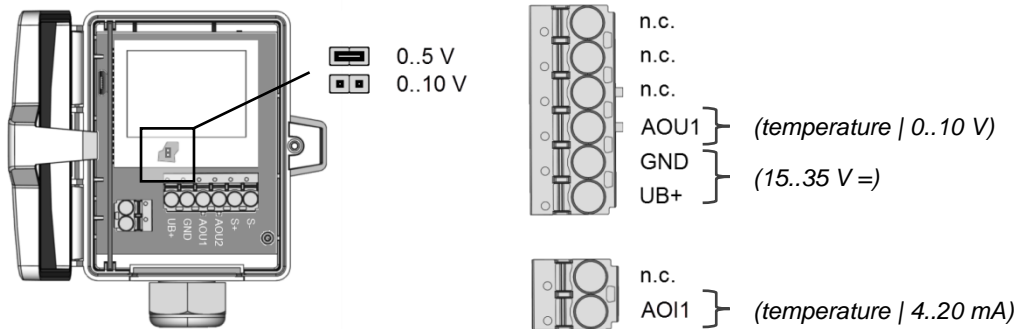 0..5 V
0..10 V
UB+
GND
AOU1
AOU2
S+
S-
n.c.
n.c.
n.c.
AOU1 (temperature | 0..10 V)
GND
(15..35 V =)
UB+
n.c.
AOI1 (temperature | 4..20 mA)